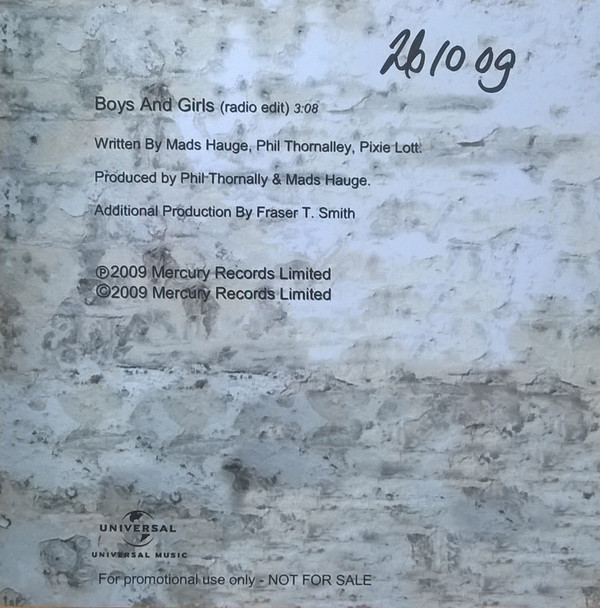 26 10 09
Boys And Girls (radio edit) 3:08
Written By Mads Hauge, Phil Thornalley, Pixie Lott.
Produced by Phil Thornally & Mads Hauge.
Additional Production By Fraser T. Smith
℗2009 Mercury Records Limited
©2009 Mercury Records Limited
UNIVERSAL
UNIVERSAL MUSIC
For promotional use only - NOT FOR SALE